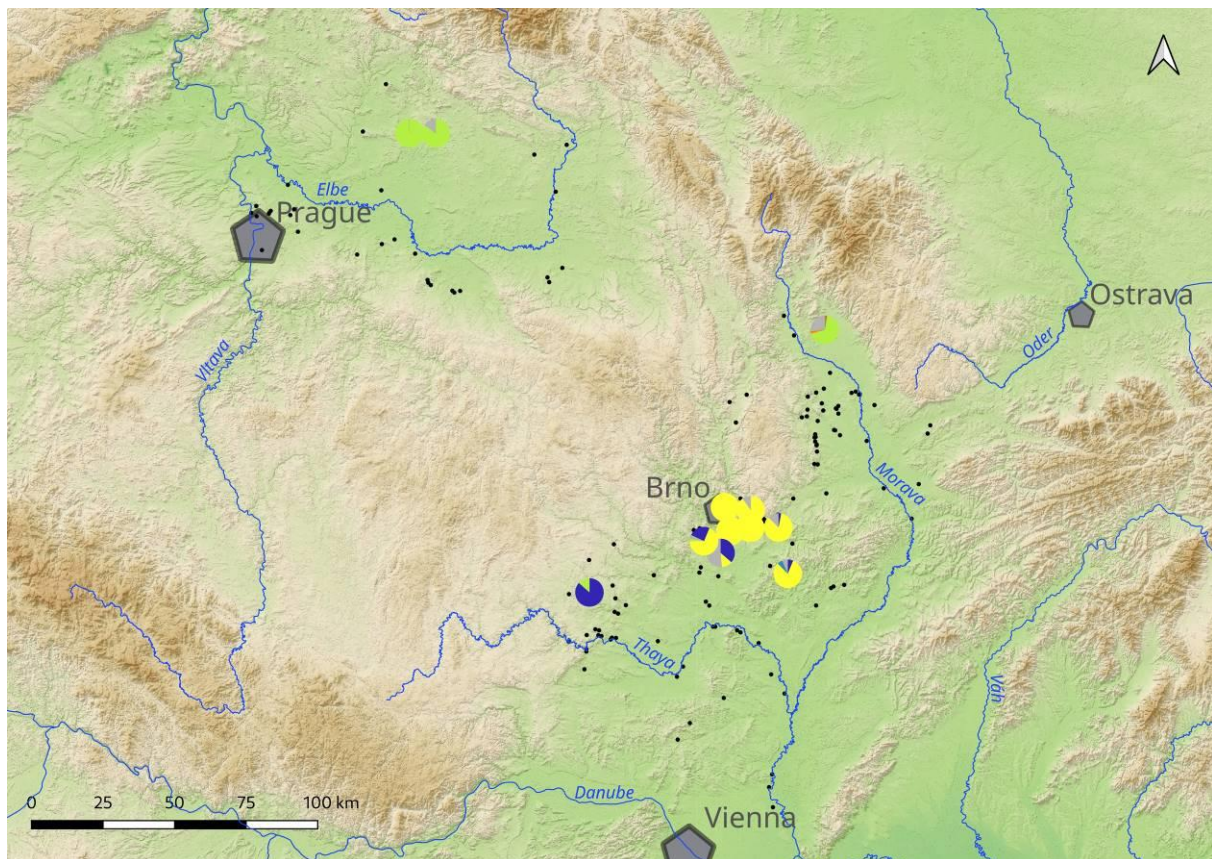 Elbe
Prague
Ostrava
Oder
Vltava
Morava
Brno
Thaya
Váh
0 25 50 75 100 km
Danube
Vienna